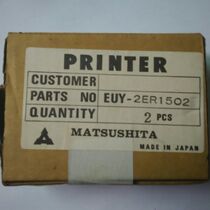 PRINTER
CUSTOMER
PARTS NO EUY-2ER1502
QUANTITY 2 PCS
MATSUSHITA
MADE IN JAPAN